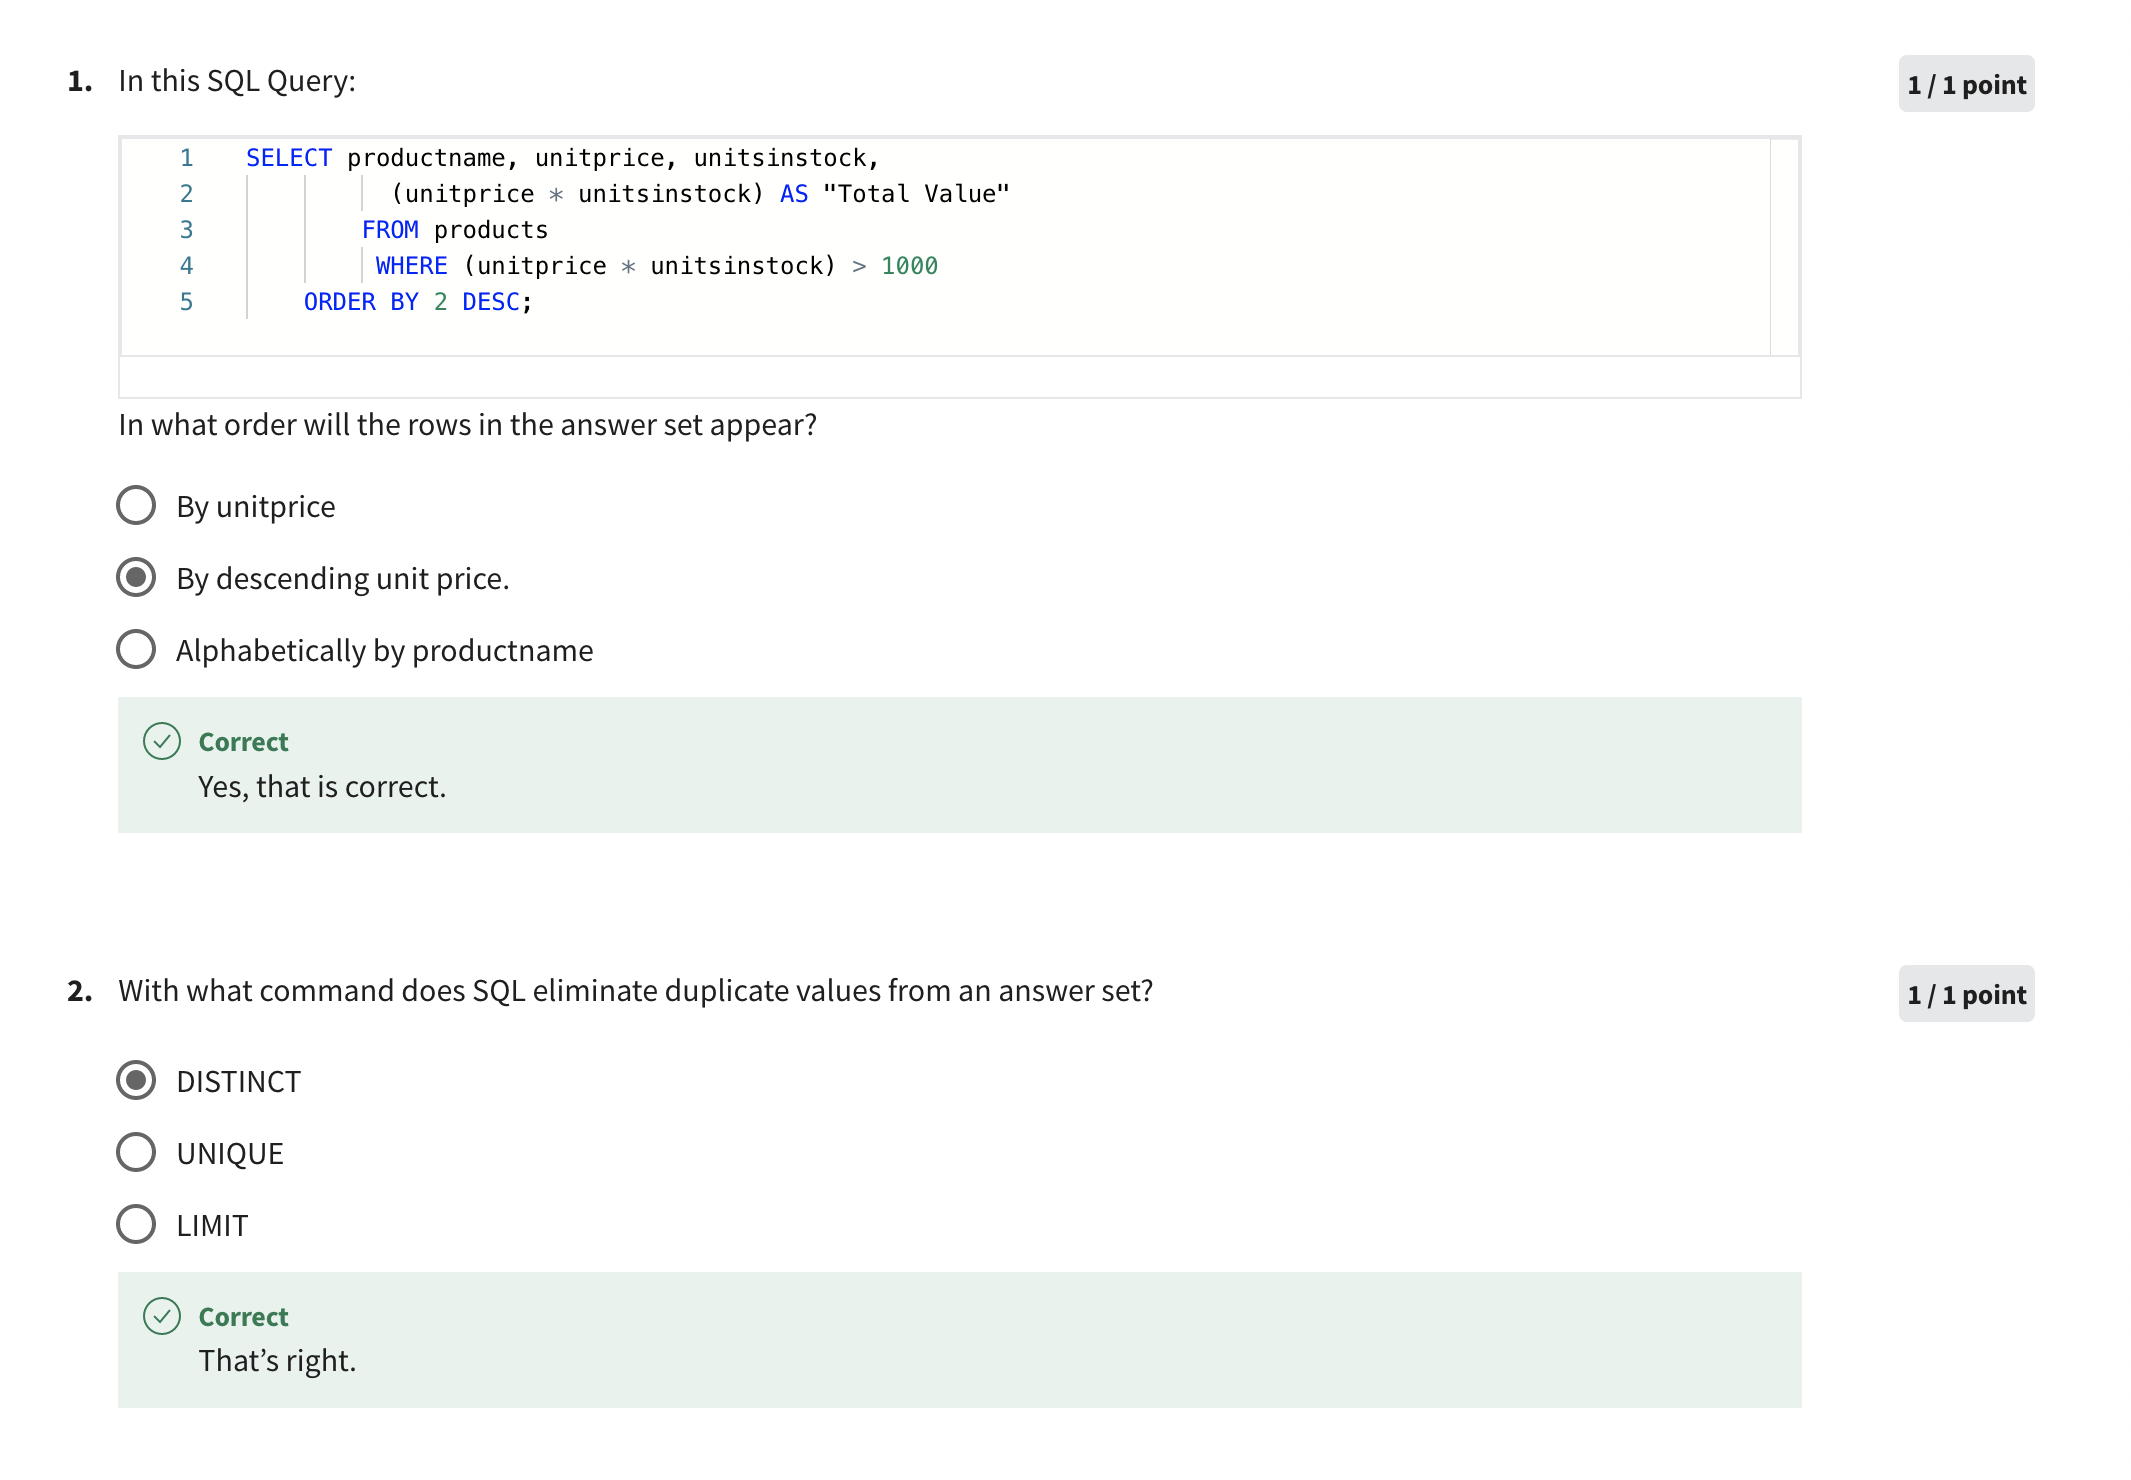 1. In this SQL Query:
1 / 1 point
1 SELECT productname, unitprice, unitsinstock,
2 (unitprice * unitsinstock) AS "Total Value"
3 FROM products
4 WHERE (unitprice * unitsinstock) > 1000
5 ORDER BY 2 DESC;
In what order will the rows in the answer set appear?
By unitprice
By descending unit price.
Alphabetically by productname
Correct
Yes, that is correct.
2. With what command does SQL eliminate duplicate values from an answer set?
1 / 1 point
DISTINCT
UNIQUE
LIMIT
Correct
That’s right.